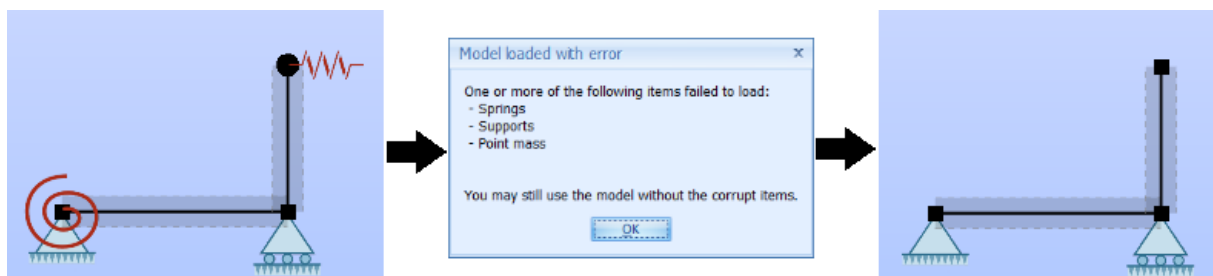 Model loaded with error
x
One or more of the following items failed to load:
- Springs
- Supports
- Point mass
You may still use the model without the corrupt items.
OK